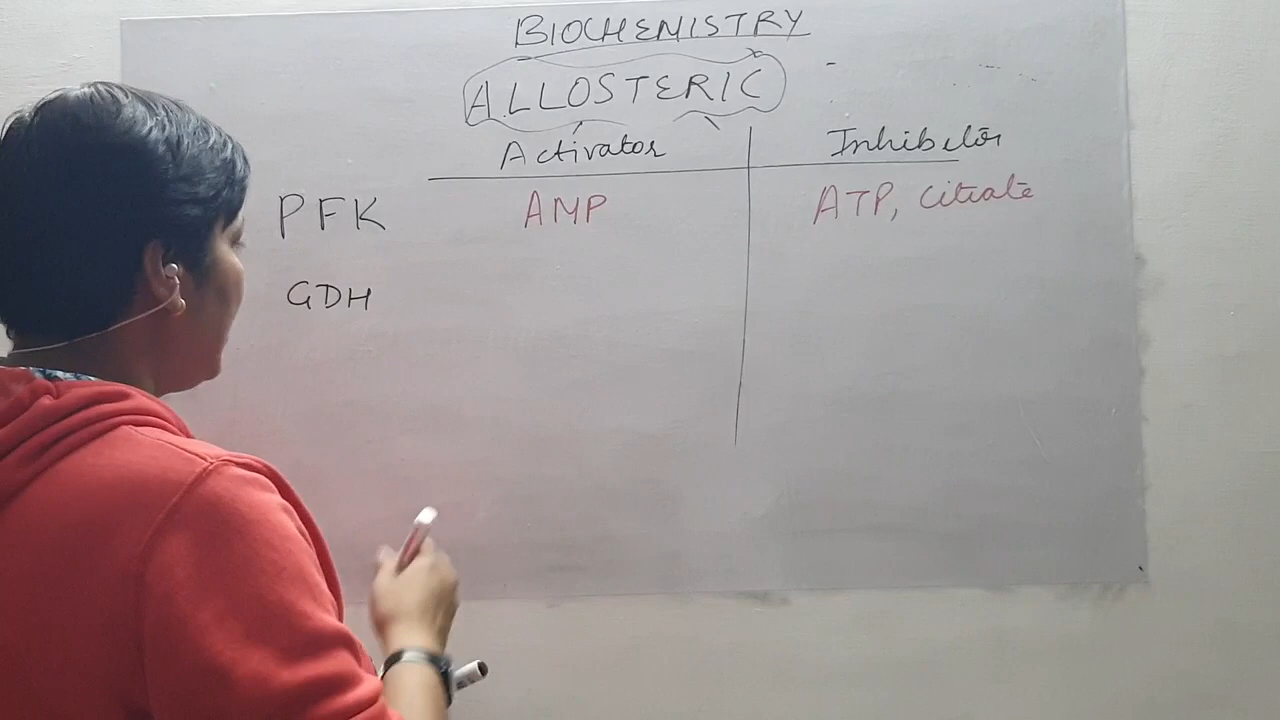 BIOCHEMISTRY
ALLOSTERIC
Activator Inhibitor
PFK AMP ATP, Citrate
GDH